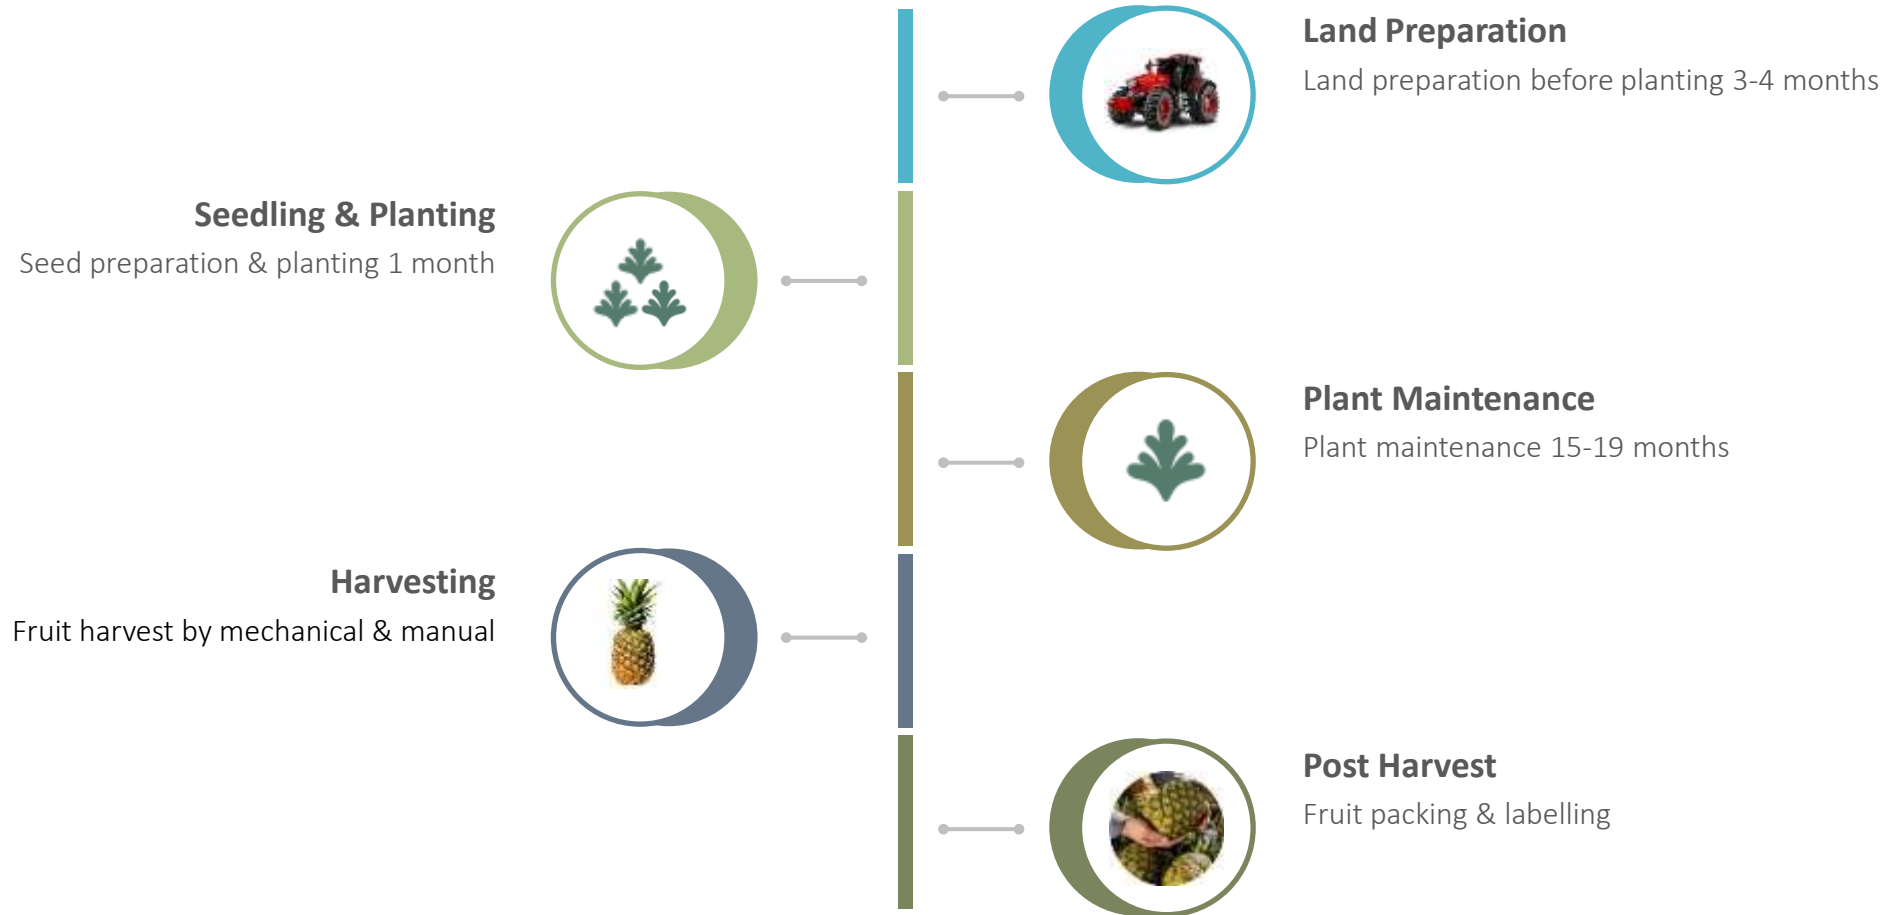 Land Preparation
Land preparation before planting 3-4 months
Seedling & Planting
Seed preparation & planting 1 month
Plant Maintenance
Plant maintenance 15-19 months
Harvesting
Fruit harvest by mechanical & manual
Post Harvest
Fruit packing & labelling